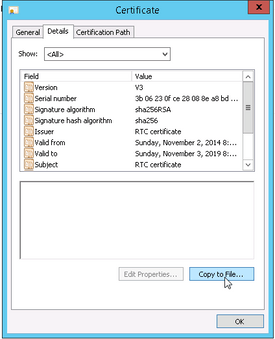 Certificate
General Details Certification Path
Show: <All>
Field Value
Version V3
Serial number 3b 06 23 0f ce 28 08 8e a8 bd ...
Signature algorithm sha256RSA
Signature hash algorithm sha256
Issuer RTC certificate
Valid from Sunday, November 2, 2014 8:...
Valid to Sunday, November 3, 2019 8:...
Subject RTC certificate
Edit Properties... Copy to File...
OK